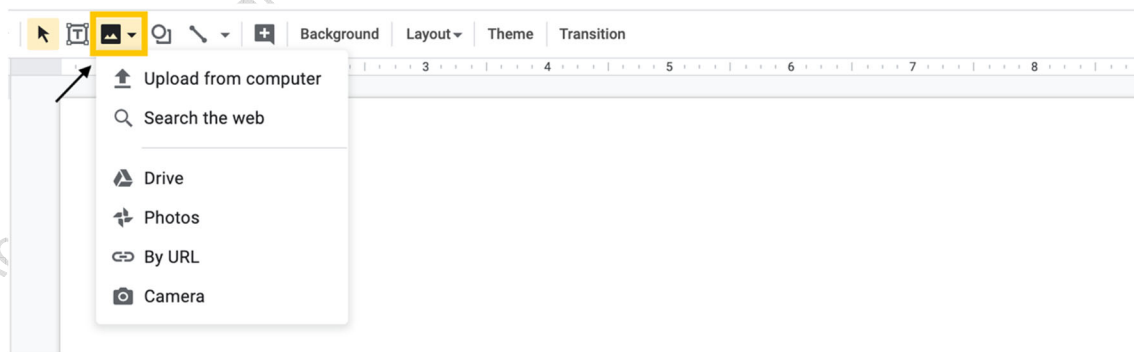 Background Layout Theme Transition
3 4 5 6 7 8
Upload from computer
Search the web
Drive
Photos
By URL
Camera